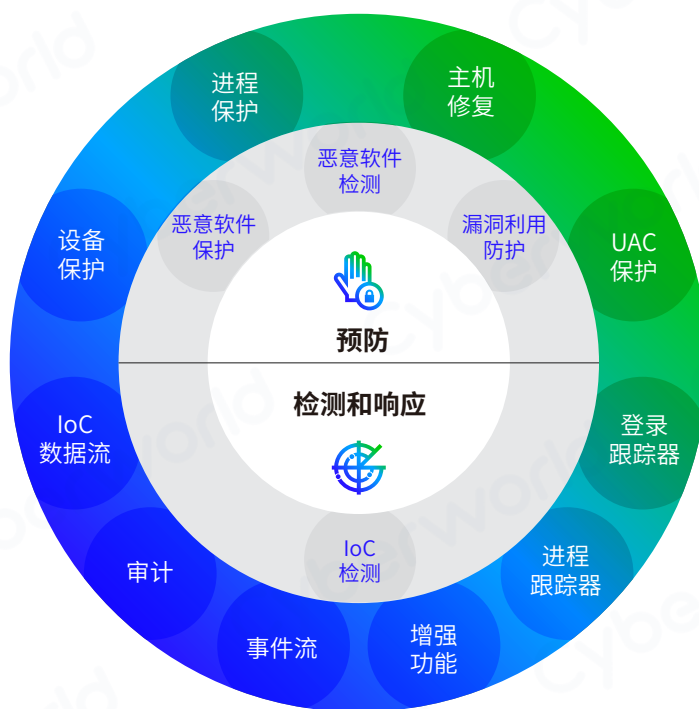 进程
保护
主机
修复
恶意软件
检测
恶意软件
保护
漏洞利用
防护
设备
保护
UAC
保护
预防
检测和响应
IoC
数据流
登录
跟踪器
IoC
检测
审计
进程
跟踪器
事件流
增强
功能
Cyberworld